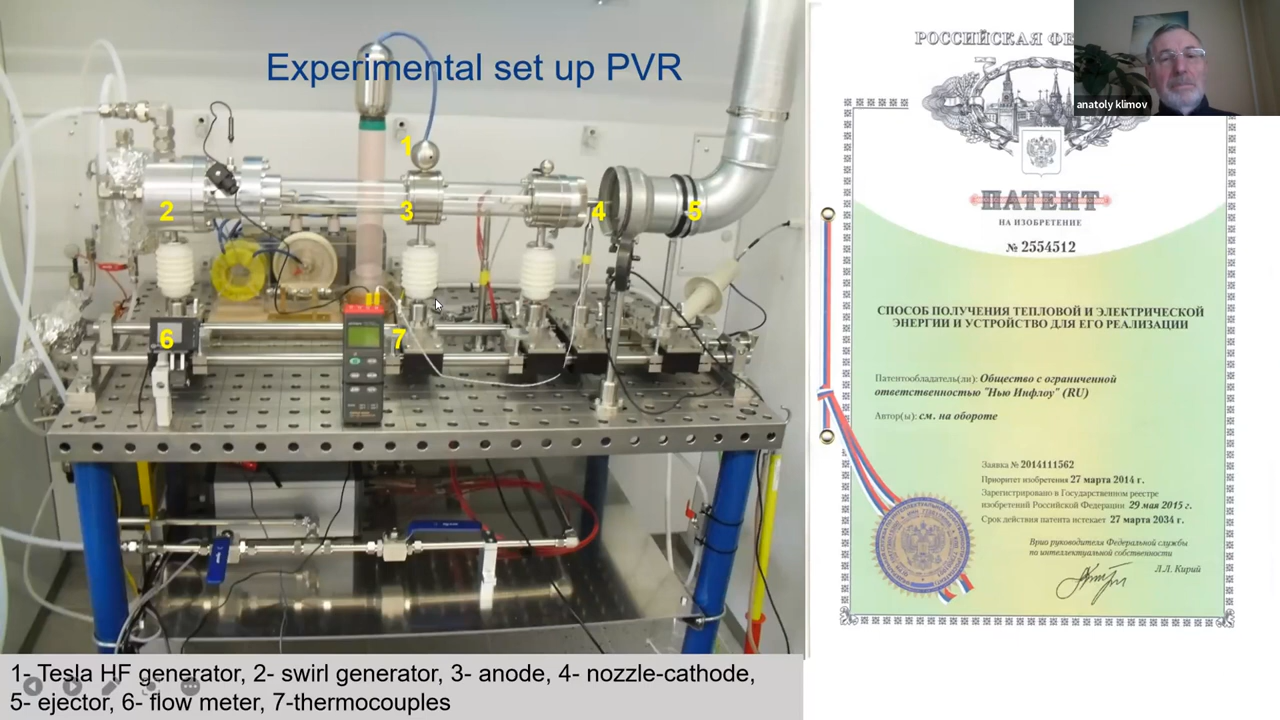 Experimental set up PVR
1
2
3
4
5
6
7
1- Tesla HF generator, 2- swirl generator, 3- anode, 4- nozzle-cathode,
5- ejector, 6- flow meter, 7-thermocouples
anatoly klimov
РОССИЙСКАЯ
ПАТЕНТ
НА ИЗОБРЕТЕНИЕ
№ 2554512
СПОСОБ ПОЛУЧЕНИЯ ТЕПЛОВОЙ И ЭЛЕКТРИЧЕСКОЙ
ЭНЕРГИИ И УСТРОЙСТВО ДЛЯ ЕГО РЕАЛИЗАЦИИ
Патентообладатель(ли): Общество с ограниченной
ответственностью "Нью Инфлоу" (RU)
Автор(ы): см. на обороте
Заявка № 2014111562
Приоритет изобретения 27 марта 2014 г.
Зарегистрировано в Государственном реестре
изобретений Российской Федерации 29 мая 2015 г.
Срок действия патента истекает 27 марта 2034 г.
Врио руководителя Федеральной службы
по интеллектуальной собственности
Л.Л. Кирий